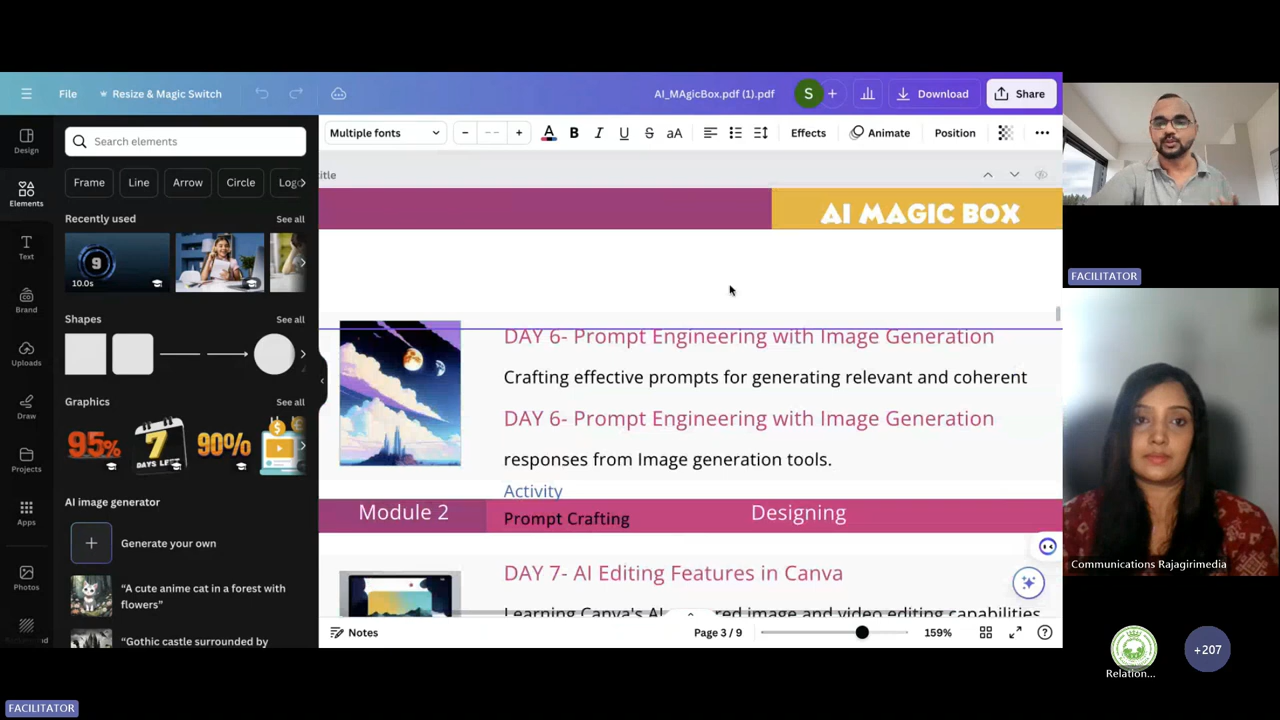 File
Resize & Magic Switch
AI_MAgicBox.pdf (1).pdf
S
Download
Share
Design
Elements
Text
Brand
Uploads
Draw
Projects
Apps
Photos
Search elements
Frame
Line
Arrow
Circle
Recently used
See all
9
10.0s
Shapes
See all
Graphics
See all
95%
7
DAYS LEFT
90%
AI image generator
Generate your own
“A cute anime cat in a forest with
flowers”
“Gothic castle surrounded by
Multiple fonts
B
I
U
S
aA
Effects
Animate
Position
AI MAGIC BOX
DAY 6- Prompt Engineering with Image Generation
Crafting effective prompts for generating relevant and coherent
DAY 6- Prompt Engineering with Image Generation
responses from Image generation tools.
Activity
Module 2
Prompt Crafting
Designing
DAY 7- AI Editing Features in Canva
Notes
Page 3 / 9
159%
FACILITATOR
Communications Rajagirimedia
Relation...
+207
FACILITATOR